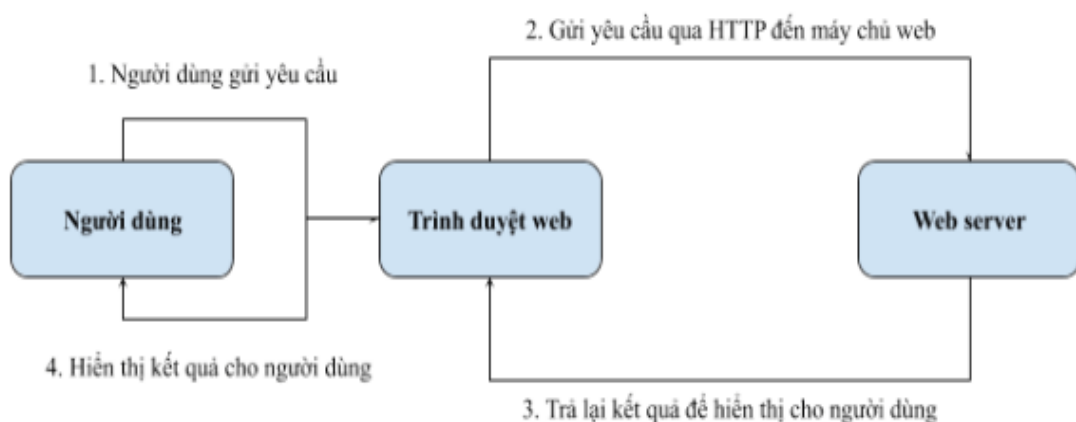 2. Gửi yêu cầu qua HTTP đến máy chủ web
1. Người dùng gửi yêu cầu
Người dùng
Trình duyệt web
Web server
4. Hiển thị kết quả cho người dùng
3. Trả lại kết quả để hiển thị cho người dùng